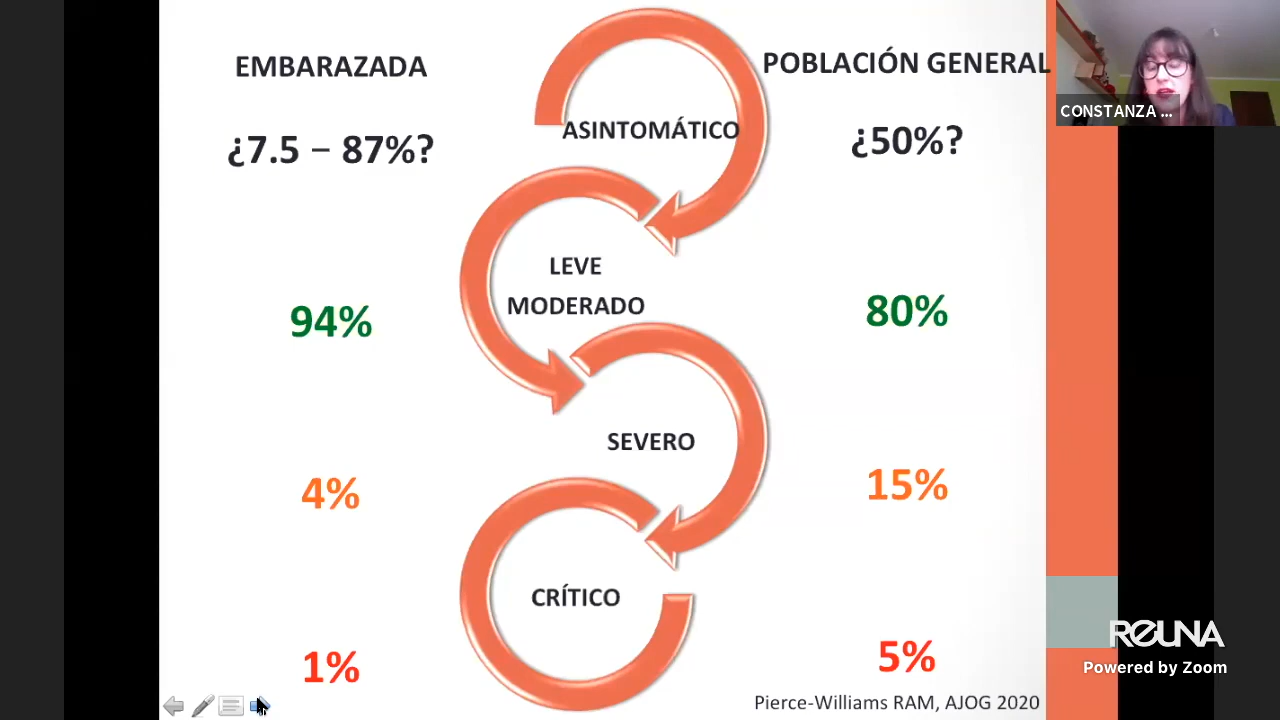 EMBARAZADA
POBLACIÓN GENERAL
CONSTANZA ...
ASINTOMÁTICO
¿7.5 – 87%?
¿50%?
LEVE
MODERADO
94%
80%
SEVERO
4%
15%
CRÍTICO
1%
5%
Pierce-Williams RAM, AJOG 2020
REUNA
Powered by Zoom